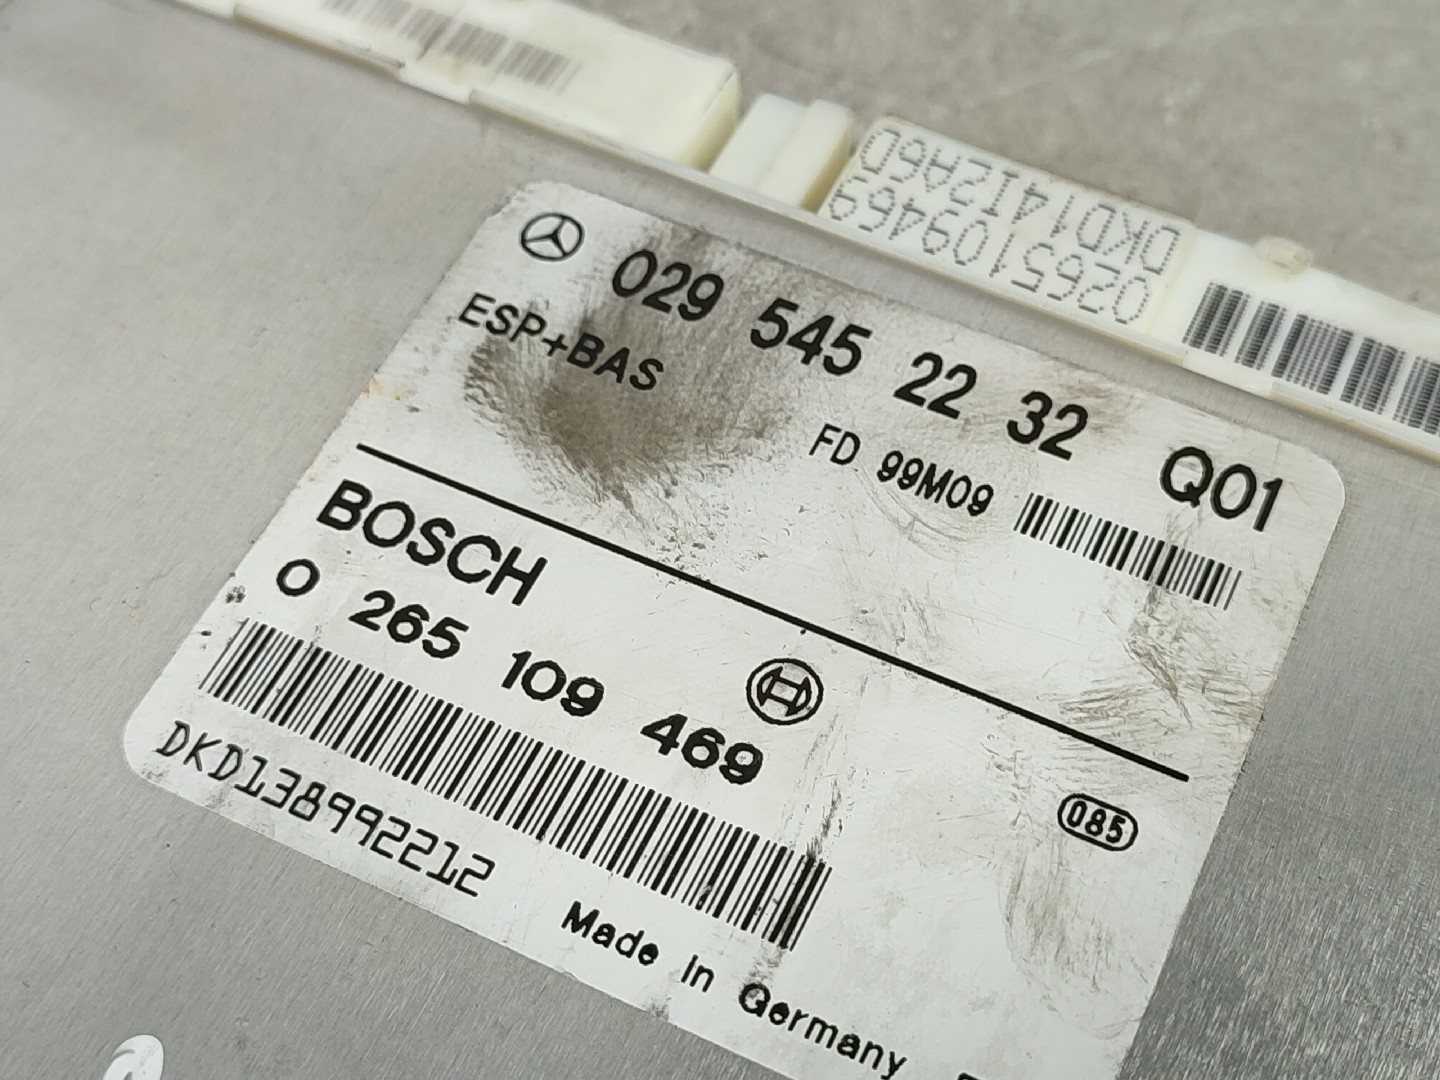 0265109469
DKD1412A6D
029 545 22 32 Q01
ESP+BAS
FD 99M09
BOSCH
0 265 109 469
085
DKD138992212
Made in Germany